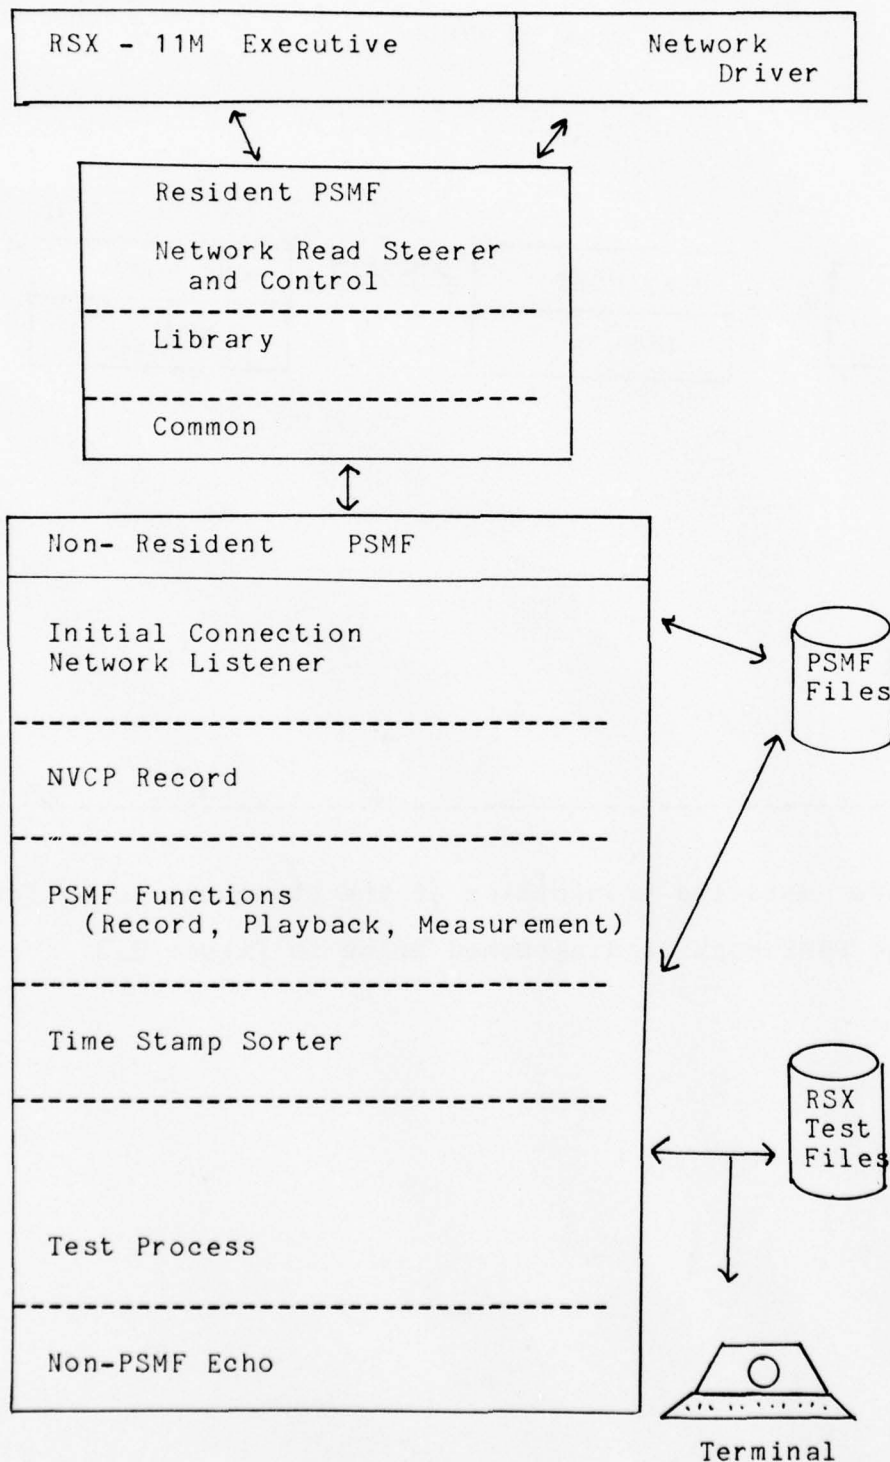 RSX - 11M Executive
Network
Driver
Resident PSMF
Network Read Steerer
and Control
Library
Common
Non- Resident PSMF
Initial Connection
Network Listener
PSMF
Files
NVCP Record
PSMF Functions
(Record, Playback, Measurement)
Time Stamp Sorter
RSX
Test
Files
Test Process
Non-PSMF Echo
Terminal